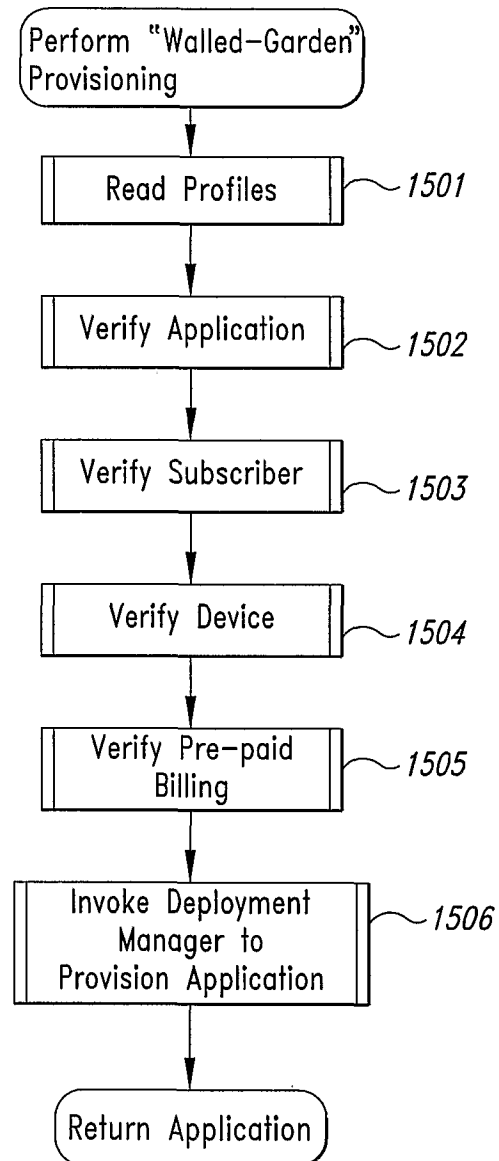 Perform "Walled-Garden"
Provisioning
Read Profiles
1501
Verify Application
1502
Verify Subscriber
1503
Verify Device
1504
Verify Pre-paid
Billing
1505
Invoke Deployment
Manager to
Provision Application
1506
Return Application